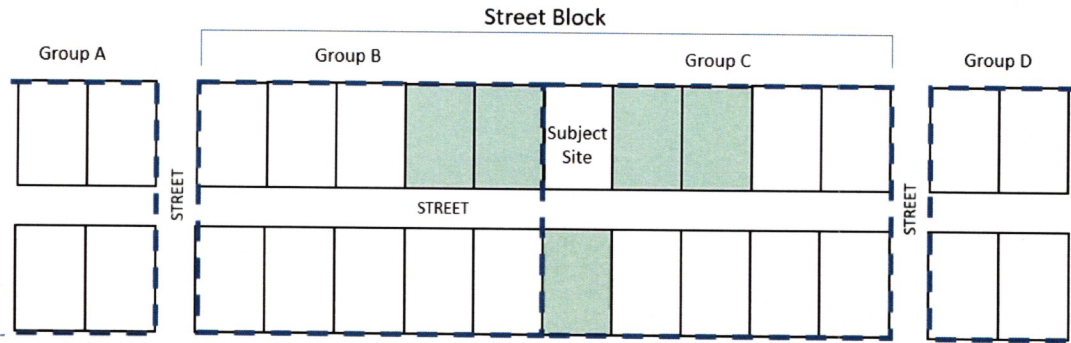 Street Block
Group A
Group B
Group C
Group D
Subject
Site
STREET
STREET
STREET